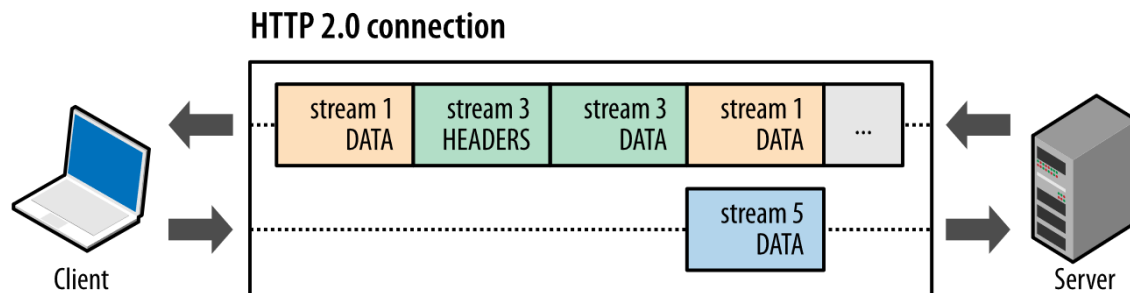 HTTP 2.0 connection
stream 1
DATA
stream 3
HEADERS
stream 3
DATA
stream 1
DATA
...
stream 5
DATA
Client
Server